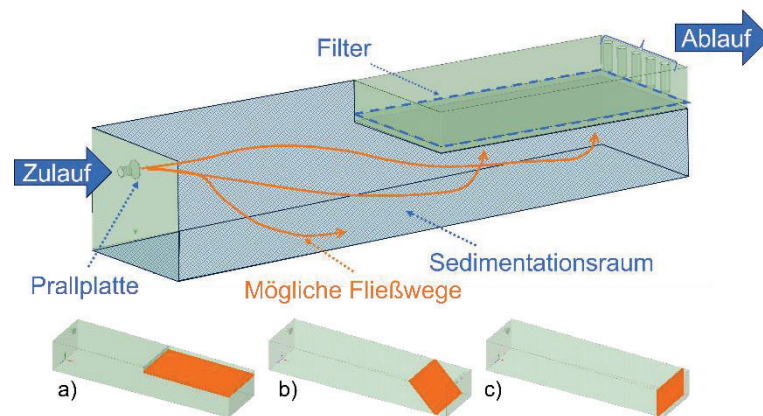 Ablauf
Filter
Zulauf
Prallplatte
Sedimentationsraum
Mögliche Fließwege
a)
b)
c)